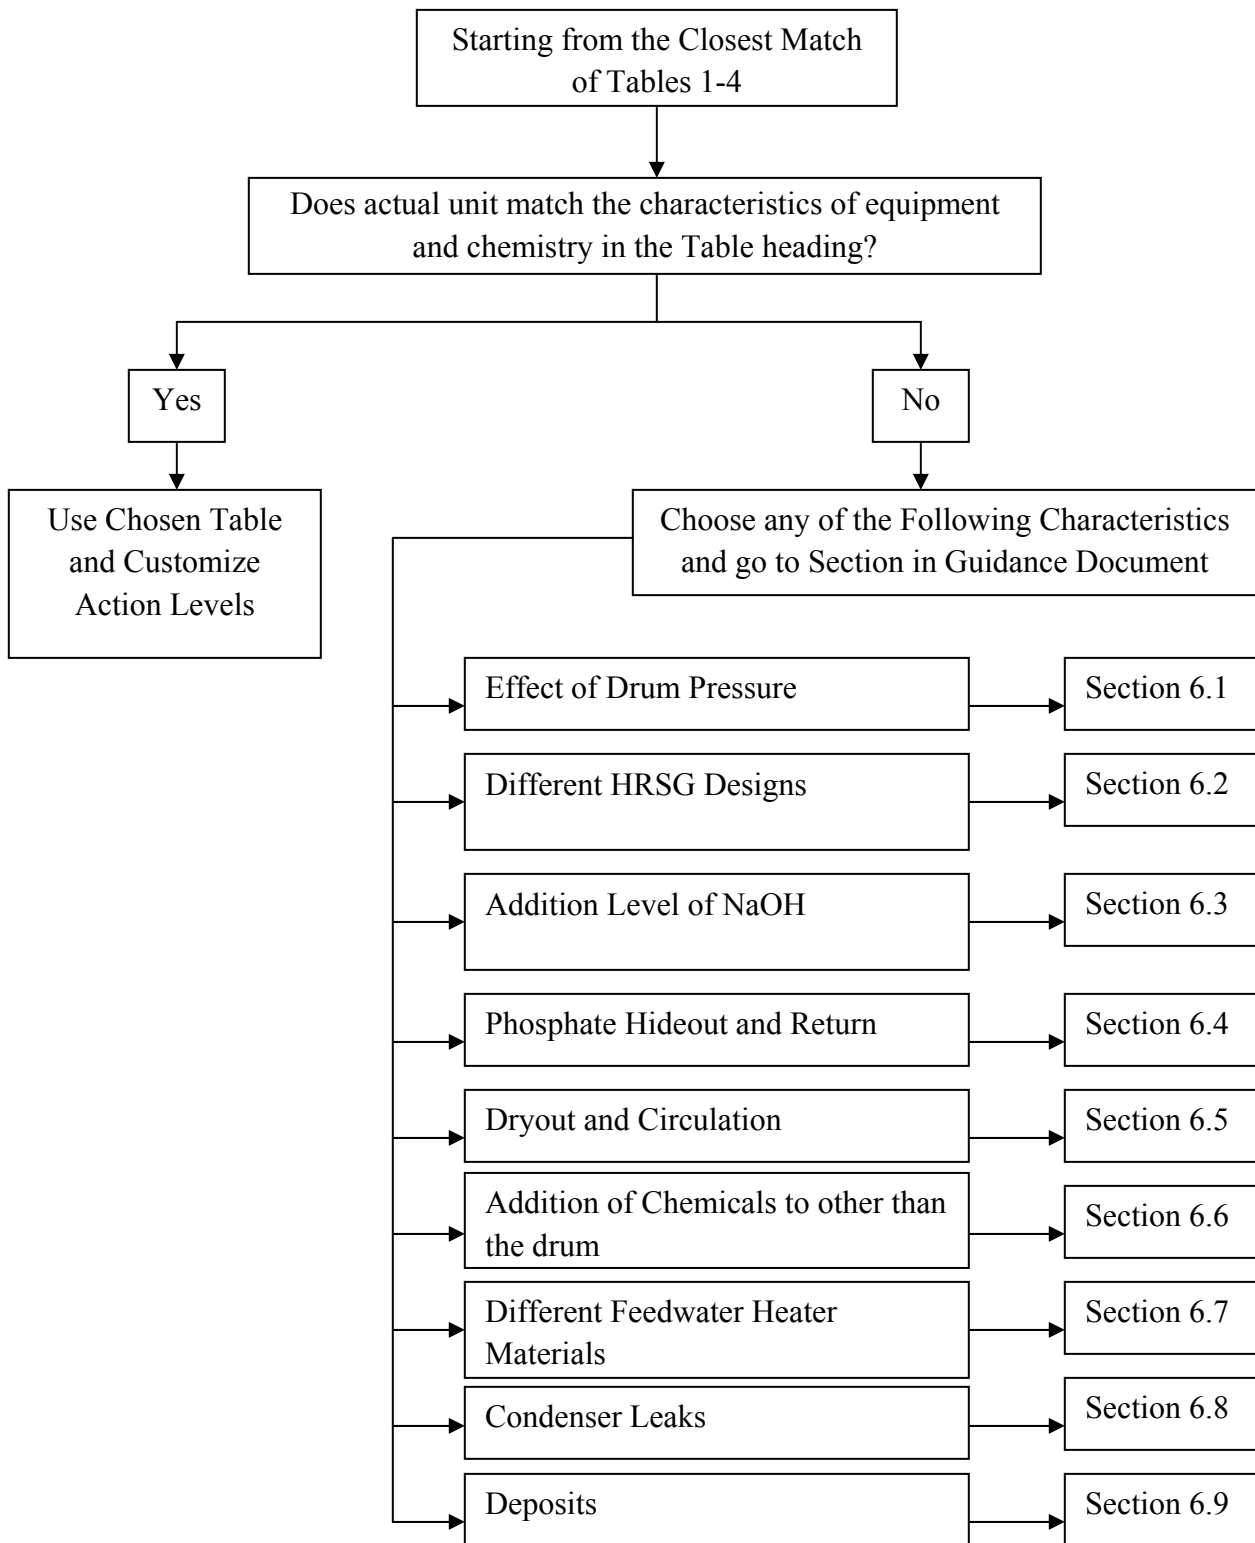 Starting from the Closest Match
of Tables 1-4
Does actual unit match the characteristics of equipment
and chemistry in the Table heading?
Yes
No
Use Chosen Table
and Customize
Action Levels
Choose any of the Following Characteristics
and go to Section in Guidance Document
Effect of Drum Pressure
Section 6.1
Different HRSG Designs
Section 6.2
Addition Level of NaOH
Section 6.3
Phosphate Hideout and Return
Section 6.4
Dryout and Circulation
Section 6.5
Addition of Chemicals to other than
the drum
Section 6.6
Different Feedwater Heater
Materials
Section 6.7
Condenser Leaks
Section 6.8
Deposits
Section 6.9